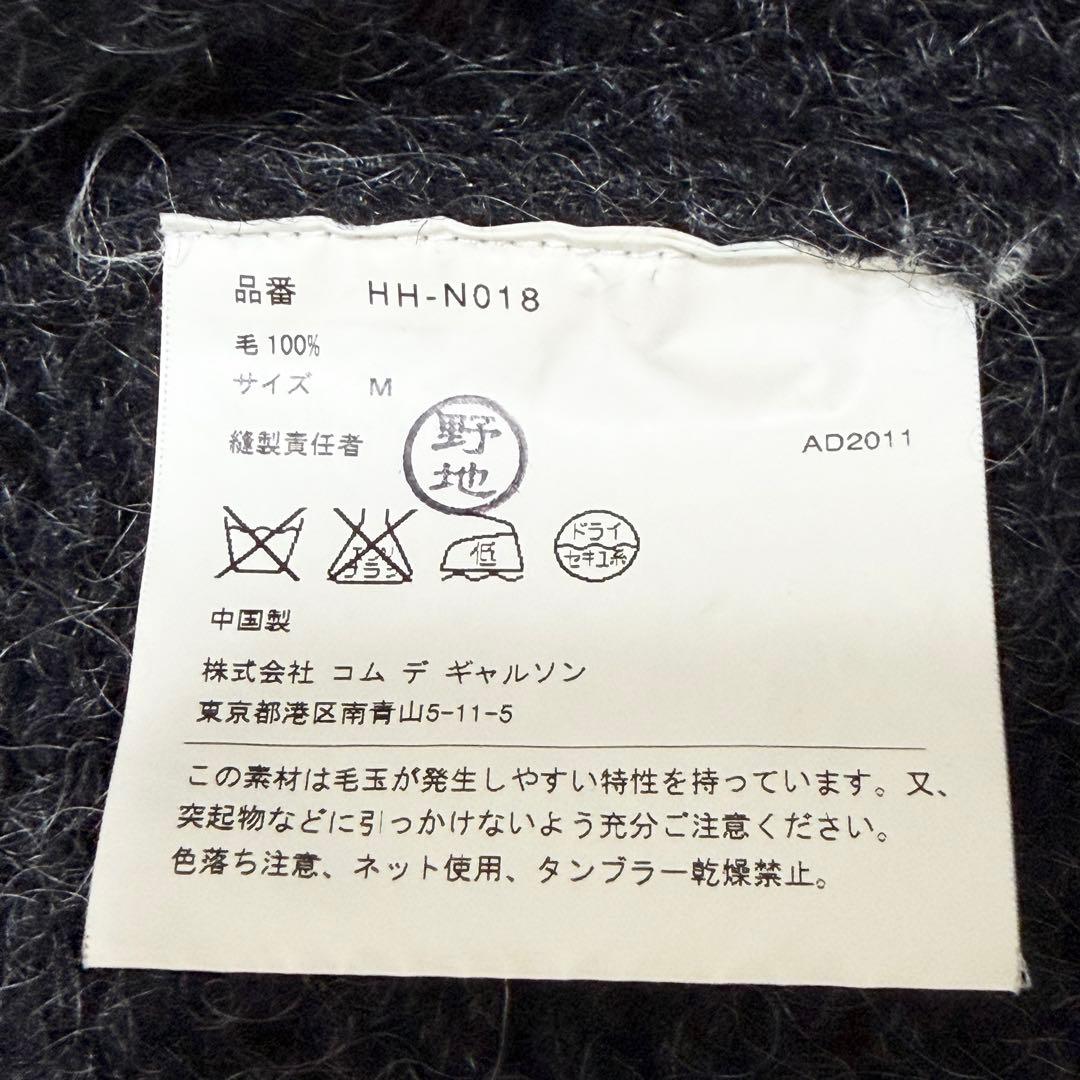 品番 HH-N018
毛 100%
サイズ M
縫製責任者 野地 AD2011
エンソ
フラシ
低
ドライ
セキユ系
中国製
株式会社 コム デ ギャルソン
東京都港区南青山5-11-5
この素材は毛玉が発生しやすい特性を持っています。又、
突起物などに引っかけないよう充分ご注意ください。
色落ち注意、ネット使用、タンブラー乾燥禁止。